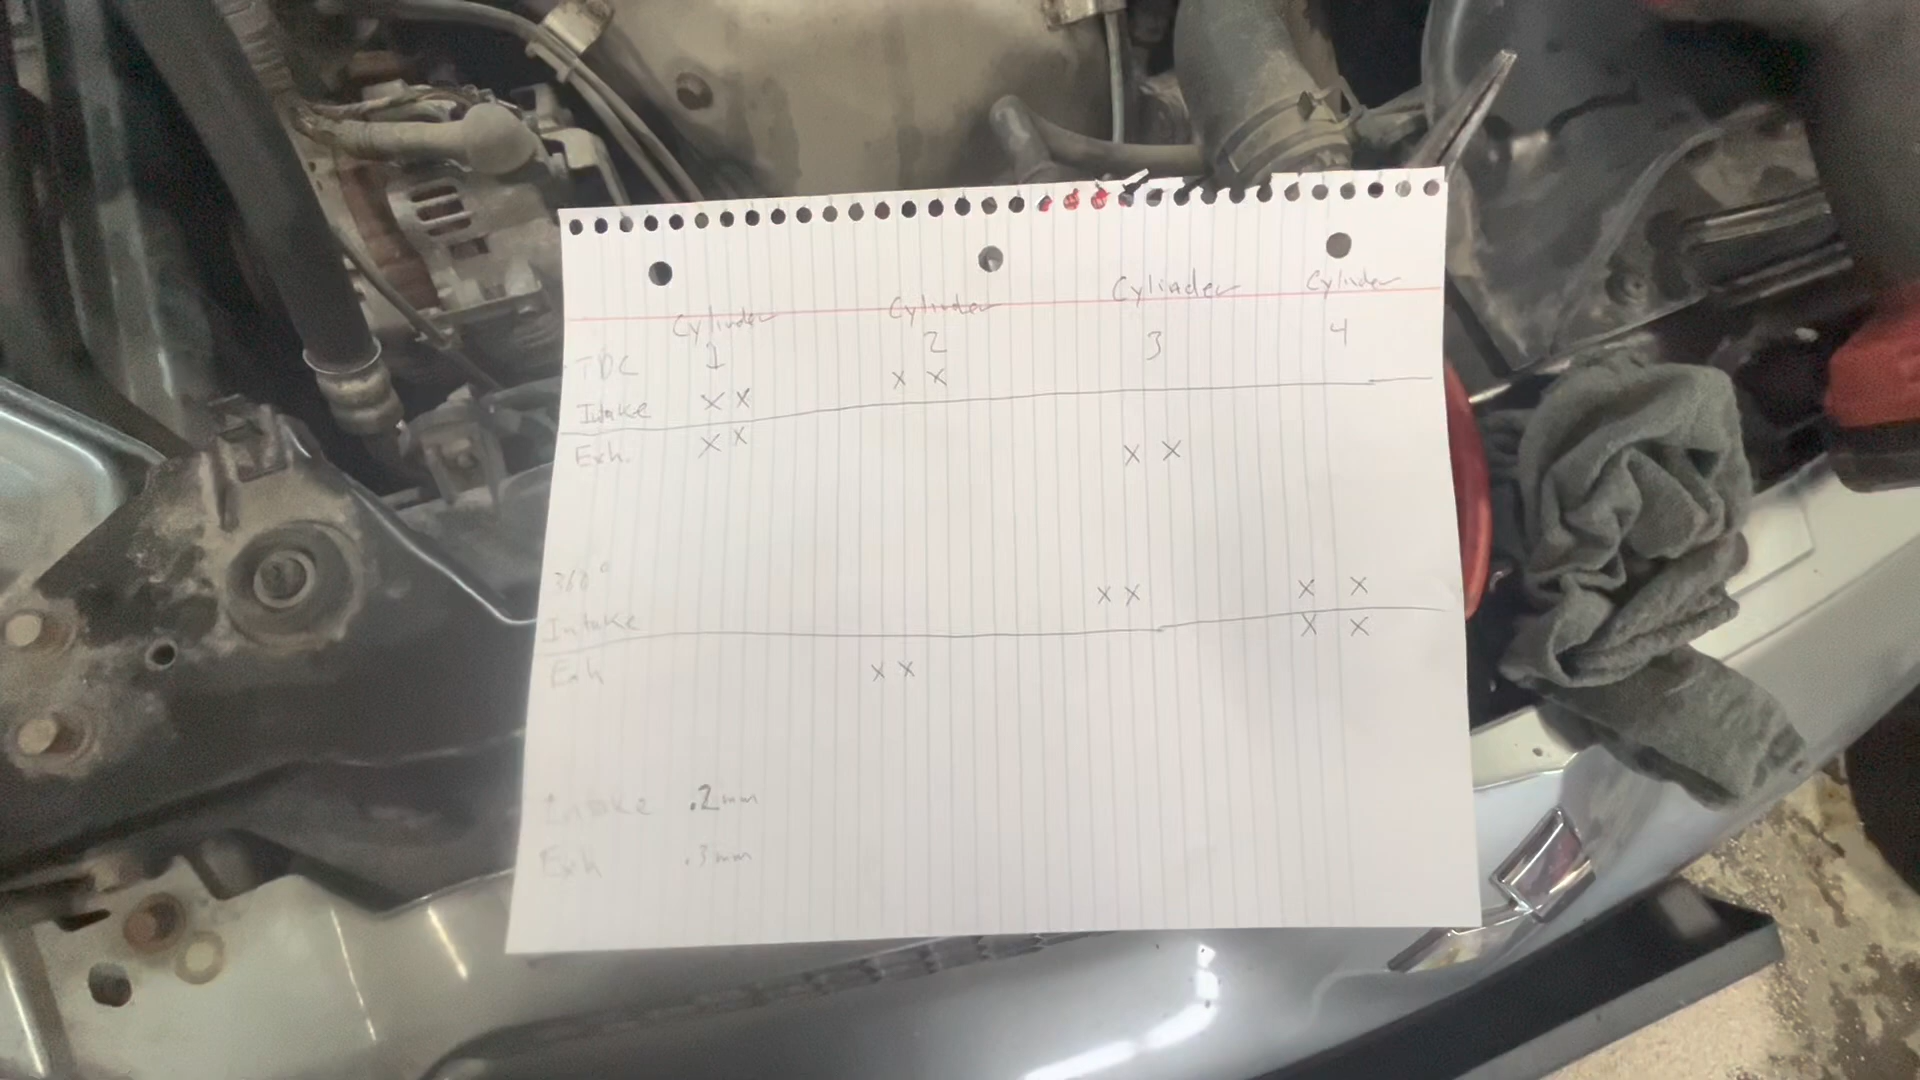 Cylinder Cylinder Cylinder Cylinder
1 2 3 4
TDC
Intake X X X X
Exh. X X X X
360°
Intake X X X X
Exh X X X X
Intake .2mm
Exh .3mm